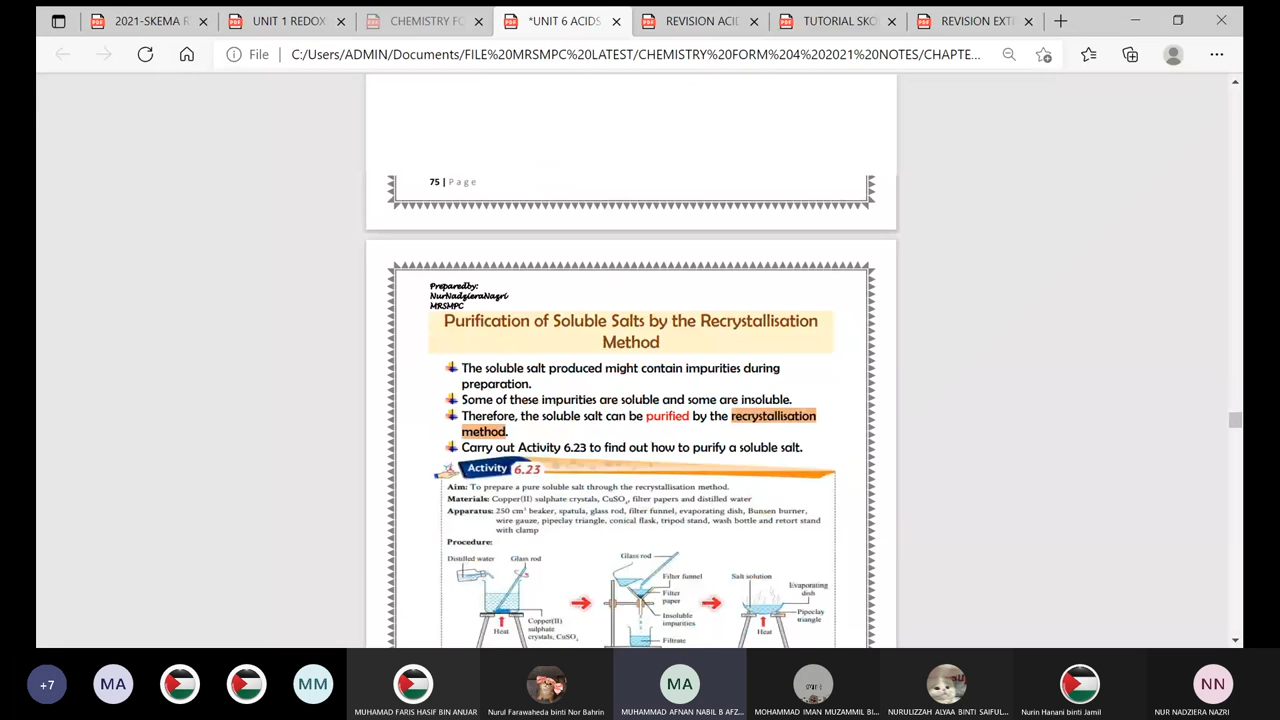 2021-SKEMA R
UNIT 1 REDOX
CHEMISTRY FO
*UNIT 6 ACIDS
REVISION ACID
TUTORIAL SKO
REVISION EXT
File
C:/Users/ADMIN/Documents/FILE%20MRSMPC%20LATEST/CHEMISTRY%20FORM%204%202021%20NOTES/CHAPTE...
75 | Page
Preparedby:
NurNadzieraNazri
MRSMPC
Purification of Soluble Salts by the Recrystallisation
Method
The soluble salt produced might contain impurities during
preparation.
Some of these impurities are soluble and some are insoluble.
Therefore, the soluble salt can be purified by the recrystallisation
method.
Carry out Activity 6.23 to find out how to purify a soluble salt.
Activity 6.23
Aim: To prepare a pure soluble salt through the recrystallisation method.
Materials: Copper(II) sulphate crystals, CuSO4, filter papers and distilled water
Apparatus: 250 cm3 beaker, spatula, glass rod, filter funnel, evaporating dish, Bunsen burner,
wire gauze, pipeclay triangle, conical flask, tripod stand, wash bottle and retort stand
with clamp
Procedure:
Distilled water
Glass rod
Copper(II)
sulphate
crystals, CuSO4
Heat
Glass rod
Filter funnel
Filter
paper
Insoluble
impurities
Filtrate
Salt solution
Evaporating
dish
Pipeclay
triangle
Heat
+7
MA
MM
MA
NN
MUHAMAD FARIS HASIF BIN ANUAR
Nurul Farawaheda binti Nor Bahrin
MUHAMMAD AFNAN NABIL B AFZ...
MOHAMMAD IMAN MUZAMMIL BI...
NURULIZZAH ALYAA BINTI SAIFUL...
Nurin Hanani binti Jamil
NUR NADZIERA NAZRI